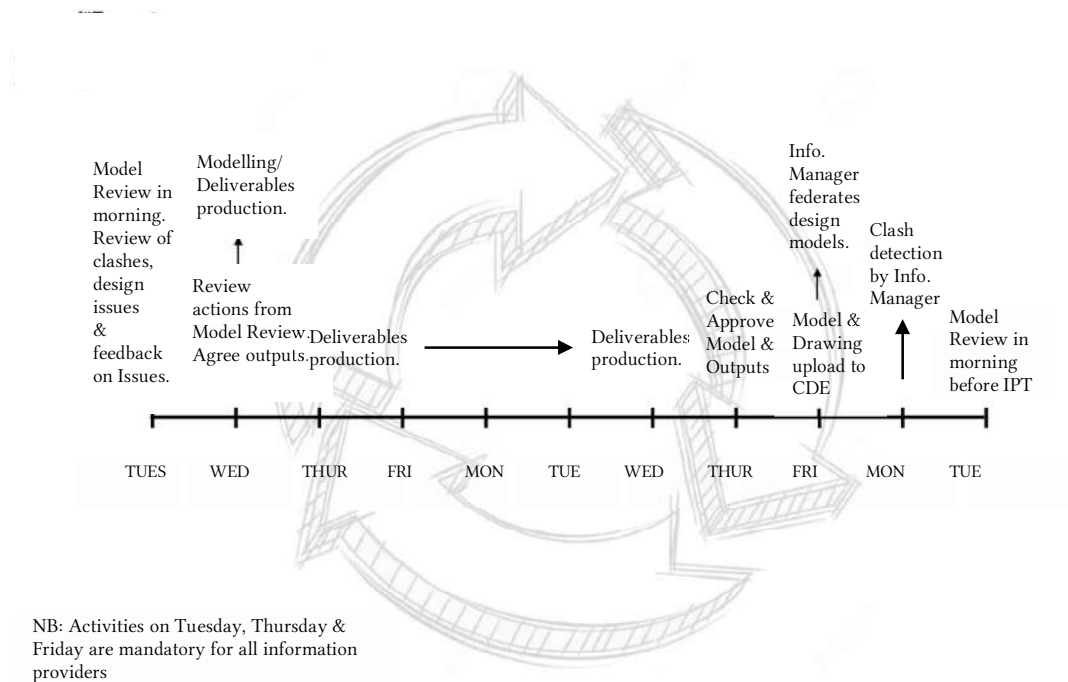 Model
Review in
morning.
Review of
clashes,
design
issues
&
feedback
on Issues.
Modelling/
Deliverables
production.
Review
actions from
Model Review.
Agree outputs.
Deliverables
production.
Deliverables
production.
Check &
Approve
Model &
Outputs
Info.
Manager
federates
design
models.
Model &
Drawing
upload to
CDE
Clash
detection
by Info.
Manager
Model
Review in
morning
before IPT
TUES WED THUR FRI MON TUE WED THUR FRI MON TUE
NB: Activities on Tuesday, Thursday &
Friday are mandatory for all information
providers